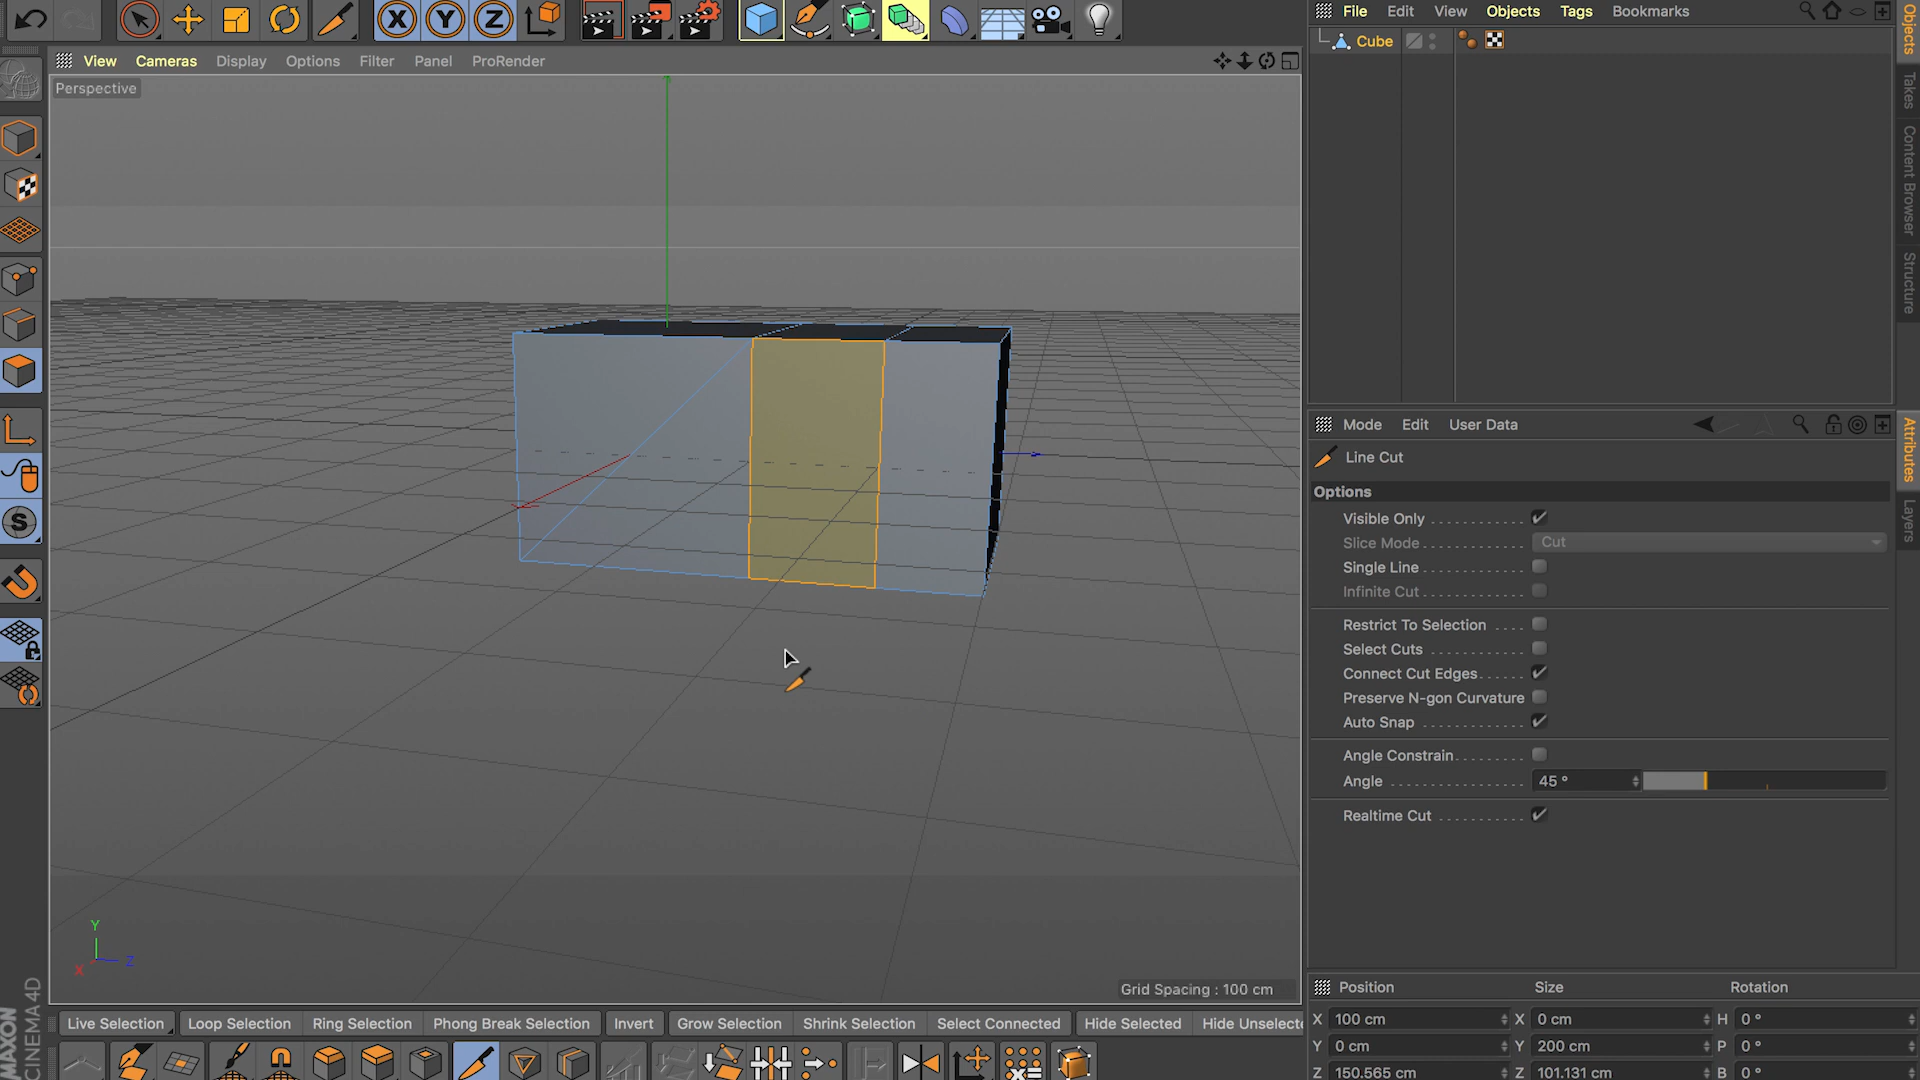 X Y Z
File Edit View Objects Tags Bookmarks
Objects
Takes
Content Browser
Structure
Cube
View Cameras Display Options Filter Panel ProRender
Perspective
Mode Edit User Data
Attributes
Layers
Line Cut
Options
Visible Only
Slice Mode Cut
Single Line
Infinite Cut
Restrict To Selection
Select Cuts
Connect Cut Edges
Preserve N-gon Curvature
Auto Snap
Angle Constrain
Angle 45 °
Realtime Cut
S
Y
X Z
Grid Spacing : 100 cm
Position Size Rotation
X 100 cm X 0 cm H 0 °
Y 0 cm Y 200 cm P 0 °
Z 150.565 cm Z 101.131 cm B 0 °
Live Selection Loop Selection Ring Selection Phong Break Selection Invert Grow Selection Shrink Selection Select Connected Hide Selected Hide Unselecte
MAXON
CINEMA 4D